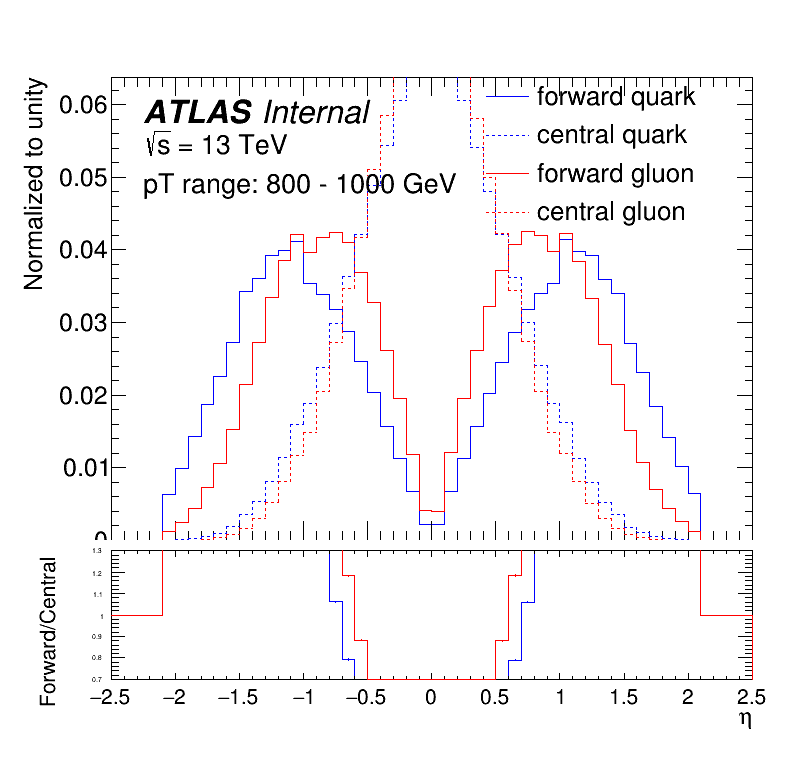 Normalized to unity
0.06
0.05
0.04
0.03
0.02
0.01
0
ATLAS Internal
√s = 13 TeV
pT range: 800 - 1000 GeV
forward quark
central quark
forward gluon
central gluon
Forward/Central
1.3
1.2
1.1
1
0.9
0.8
0.7
−2.5 −2 −1.5 −1 −0.5 0 0.5 1 1.5 2 2.5
η